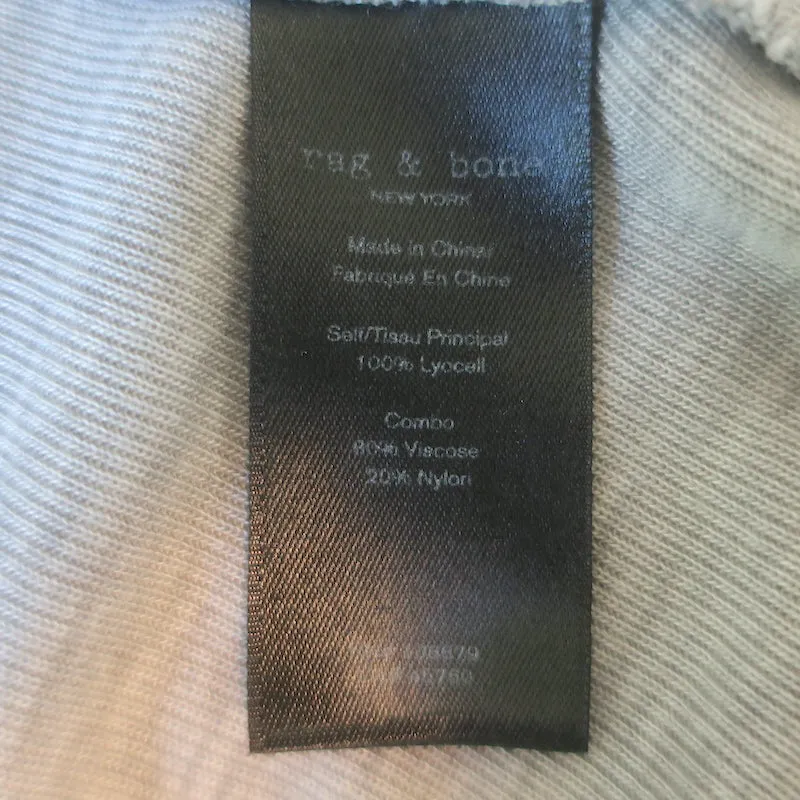 rag & bone
NEW YORK
Made in China/
Fabriqué En Chine
Self/Tissu Principal
100% Lyocell
Combo
80% Viscose
20% Nylon